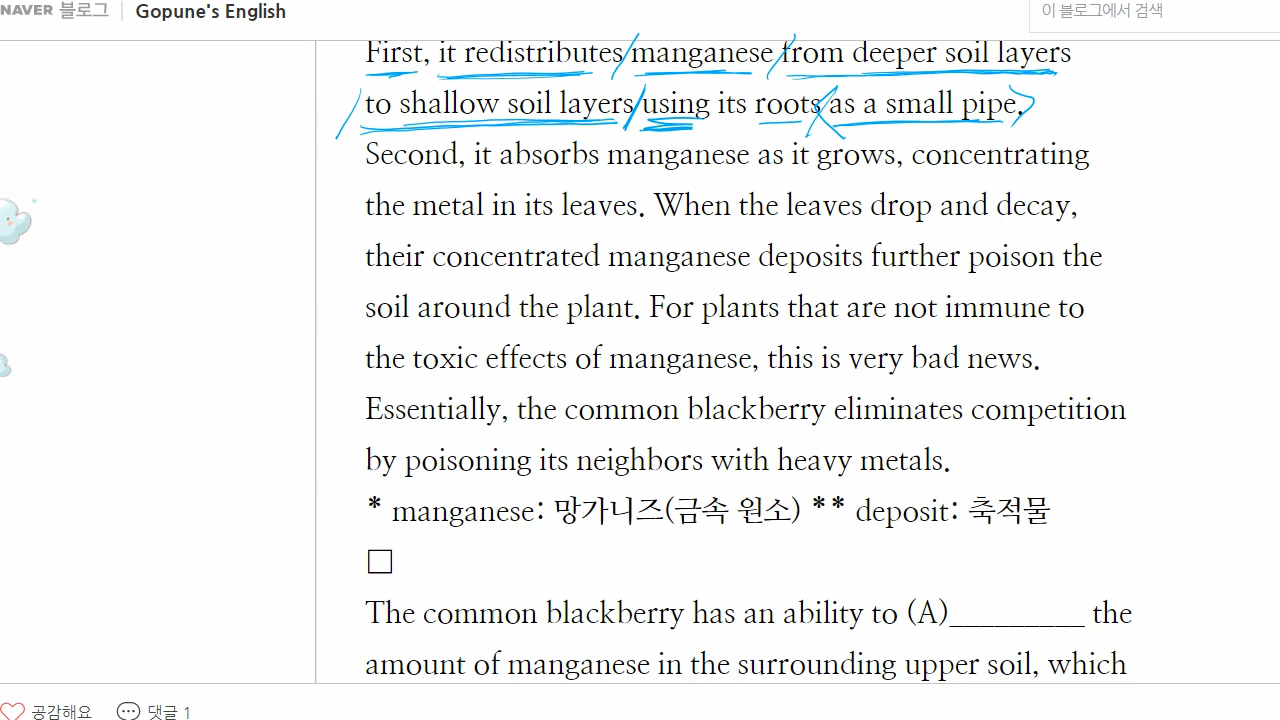 NAVER 블로그 Gopune's English 이 블로그에서 검색
First, it redistributes manganese from deeper soil layers
to shallow soil layers using its roots as a small pipe.
Second, it absorbs manganese as it grows, concentrating
the metal in its leaves. When the leaves drop and decay,
their concentrated manganese deposits further poison the
soil around the plant. For plants that are not immune to
the toxic effects of manganese, this is very bad news.
Essentially, the common blackberry eliminates competition
by poisoning its neighbors with heavy metals.
* manganese: 망가니즈(금속 원소) ** deposit: 축적물
□
The common blackberry has an ability to (A)_________ the
amount of manganese in the surrounding upper soil, which
공감해요 댓글 1